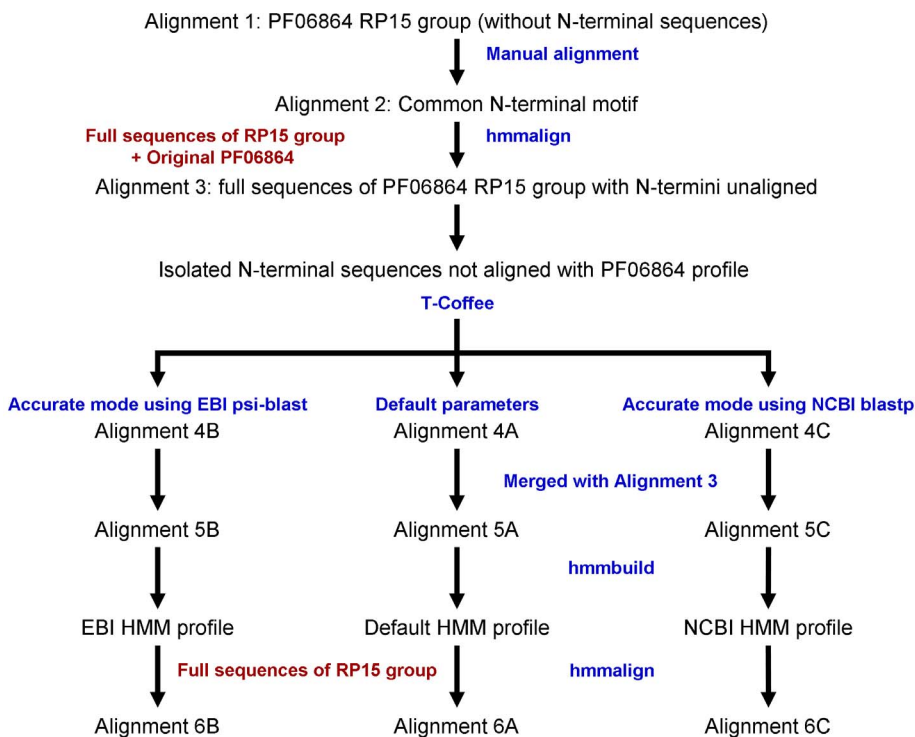 Alignment 1: PF06864 RP15 group (without N-terminal sequences)
Manual alignment
Alignment 2: Common N-terminal motif
Full sequences of RP15 group
+ Original PF06864
hmmalign
Alignment 3: full sequences of PF06864 RP15 group with N-termini unaligned
Isolated N-terminal sequences not aligned with PF06864 profile
T-Coffee
Accurate mode using EBI psi-blast
Default parameters
Accurate mode using NCBI blastp
Alignment 4B
Alignment 4A
Alignment 4C
Merged with Alignment 3
Alignment 5B
Alignment 5A
Alignment 5C
hmmbuild
EBI HMM profile
Default HMM profile
NCBI HMM profile
Full sequences of RP15 group
hmmalign
Alignment 6B
Alignment 6A
Alignment 6C